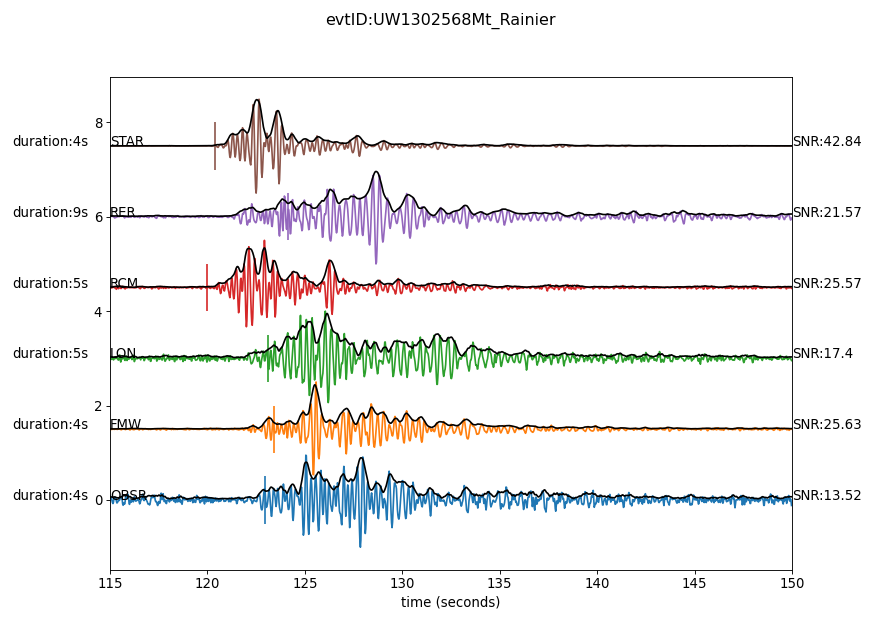 evtID:UW1302568Mt_Rainier
8
duration:4s STAR SNR:42.84
duration:9s RER SNR:21.57
6
duration:5s RCM SNR:25.57
4
duration:5s LON SNR:17.4
2
duration:4s FMW SNR:25.63
duration:4s OBSR SNR:13.52
0
115 120 125 130 135 140 145 150
time (seconds)